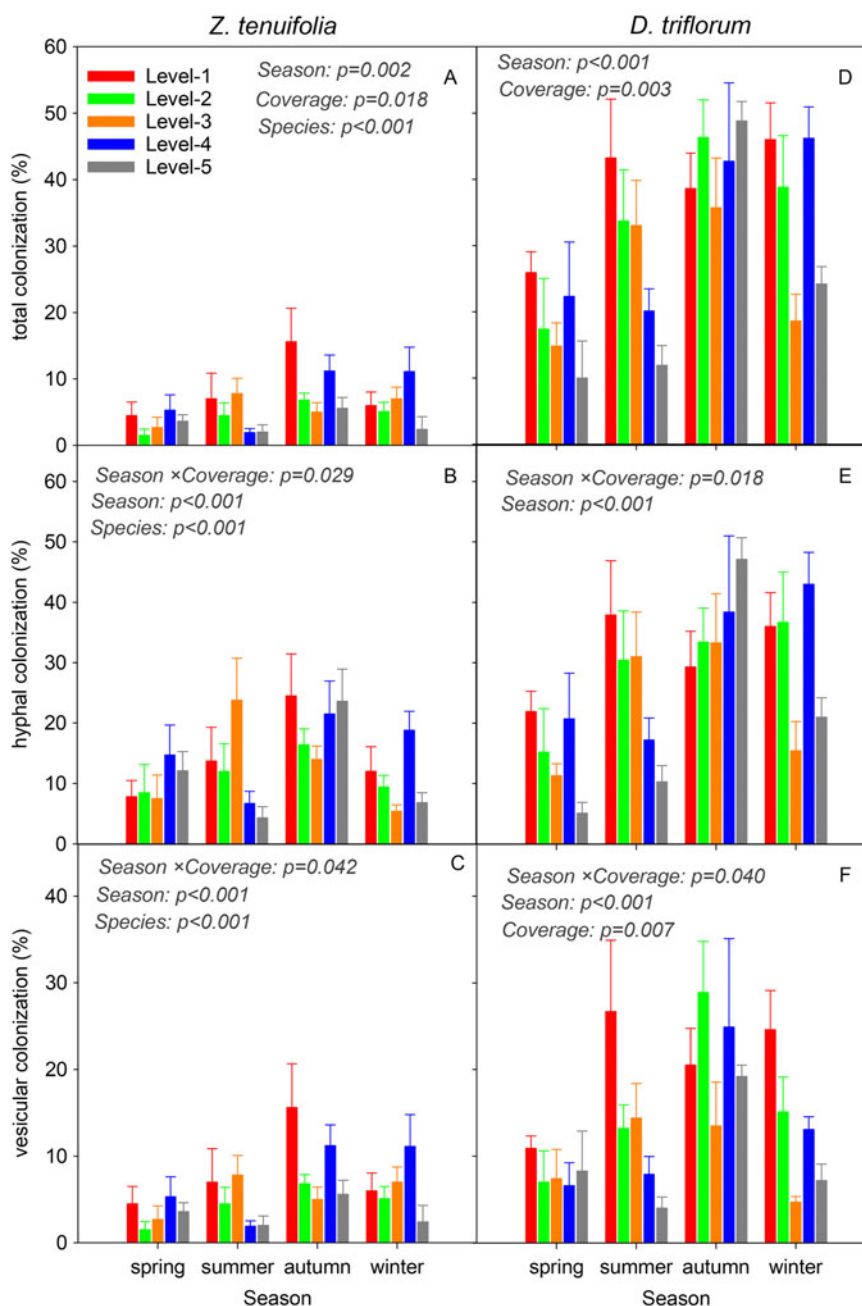 Z. tenuifolia
D. triflorum
total colonization (%)
60
50
40
30
20
10
0
Level-1
Level-2
Level-3
Level-4
Level-5
Season: p=0.002
Coverage: p=0.018
Species: p<0.001
A
Season: p<0.001
Coverage: p=0.003
D
hyphal colonization (%)
60
50
40
30
20
10
0
Season ×Coverage: p=0.029
Season: p<0.001
Species: p<0.001
B
Season ×Coverage: p=0.018
Season: p<0.001
E
vesicular colonization (%)
40
30
20
10
0
Season ×Coverage: p=0.042
Season: p<0.001
Species: p<0.001
C
Season ×Coverage: p=0.040
Season: p<0.001
Coverage: p=0.007
F
spring summer autumn winter
Season
spring summer autumn winter
Season